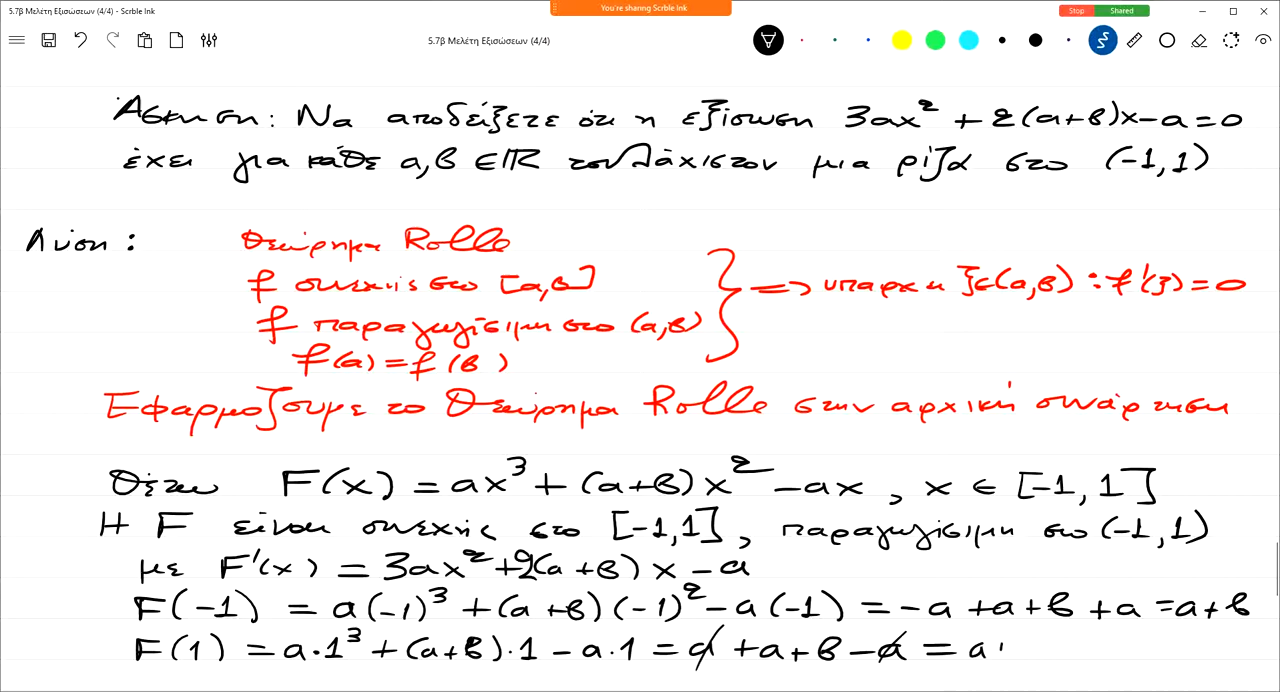 5.7β Μελέτη Εξισώσεων (4/4) - Scrble Ink
You're sharing Scrble Ink
Stop Shared
5.7β Μελέτη Εξισώσεων (4/4)
Άσκηση: Να αποδείξετε ότι η εξίσωση 3αx² + 2(α+β)x-α=0
έχει για κάθε α,β ∈ℝ τουλάχιστον μια ρίζα στο (-1,1)
Λύση:
Θεώρημα Rolle
f συνεχής στο [α,β]
f παραγωγίσιμη στο (α,β)
f(α)=f(β)
} => υπάρχει ξ∈(α,β) : f'(ξ)=0
Εφαρμόζουμε το Θεώρημα Rolle στην αρχική συνάρτηση
Θέτω F(x) = αx³ + (α+β)x² - αx , x ∈ [-1,1]
Η F είναι συνεχής στο [-1,1], παραγωγίσιμη στο (-1,1)
με F'(x) = 3αx²+2(α+β)x-α
F(-1) = α(-1)³ + (α+β)(-1)² - α(-1) = -α+α+β+α = α+β
F(1) = α·1³ + (α+β)·1 - α·1 = α+α+β-α = α